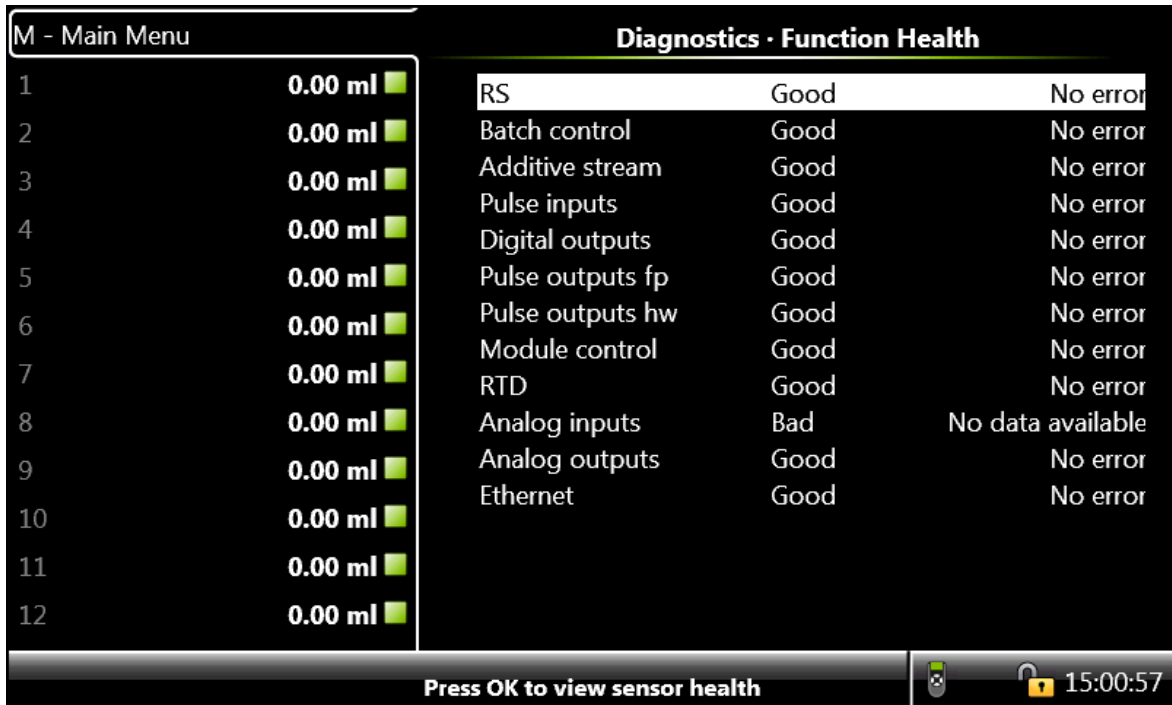 M - Main Menu
1 0.00 ml
2 0.00 ml
3 0.00 ml
4 0.00 ml
5 0.00 ml
6 0.00 ml
7 0.00 ml
8 0.00 ml
9 0.00 ml
10 0.00 ml
11 0.00 ml
12 0.00 ml
Diagnostics · Function Health
RS Good No error
Batch control Good No error
Additive stream Good No error
Pulse inputs Good No error
Digital outputs Good No error
Pulse outputs fp Good No error
Pulse outputs hw Good No error
Module control Good No error
RTD Good No error
Analog inputs Bad No data available
Analog outputs Good No error
Ethernet Good No error
Press OK to view sensor health
15:00:57